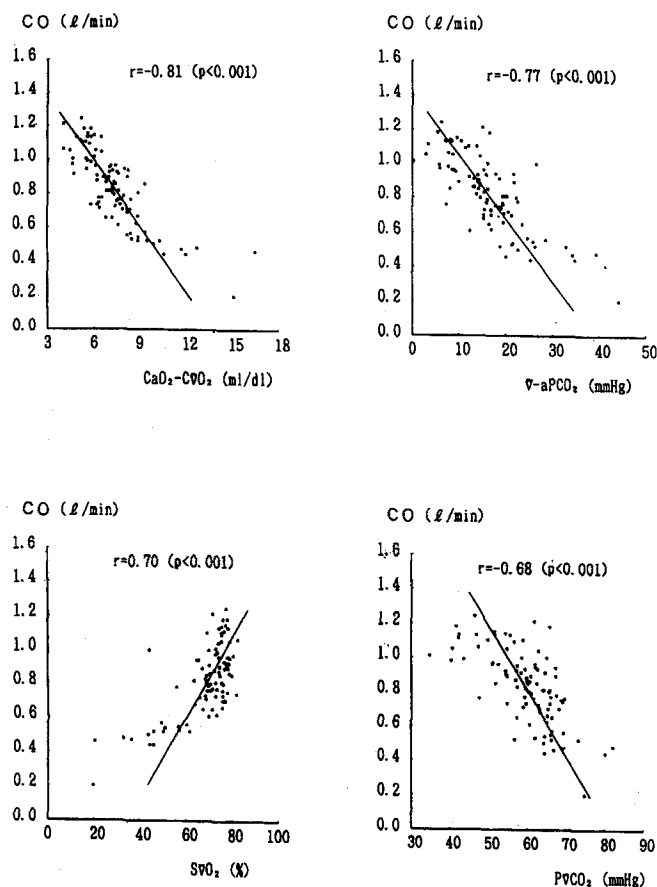 CO (ℓ/min)
1.6
1.4
1.2
1.0
0.8
0.6
0.4
0.2
0.0
r=-0.81 (p<0.001)
3 6 9 12 15 18
CaO₂-Cv̄O₂ (ml/dl)
CO (ℓ/min)
1.6
1.4
1.2
1.0
0.8
0.6
0.4
0.2
0.0
r=-0.77 (p<0.001)
0 10 20 30 40 50
v̄-aPCO₂ (mmHg)
CO (ℓ/min)
1.6
1.4
1.2
1.0
0.8
0.6
0.4
0.2
0.0
r=0.70 (p<0.001)
0 20 40 60 80 100
Sv̄O₂ (%)
CO (ℓ/min)
1.6
1.4
1.2
1.0
0.8
0.6
0.4
0.2
0.0
r=-0.68 (p<0.001)
30 40 50 60 70 80 90
Pv̄CO₂ (mmHg)